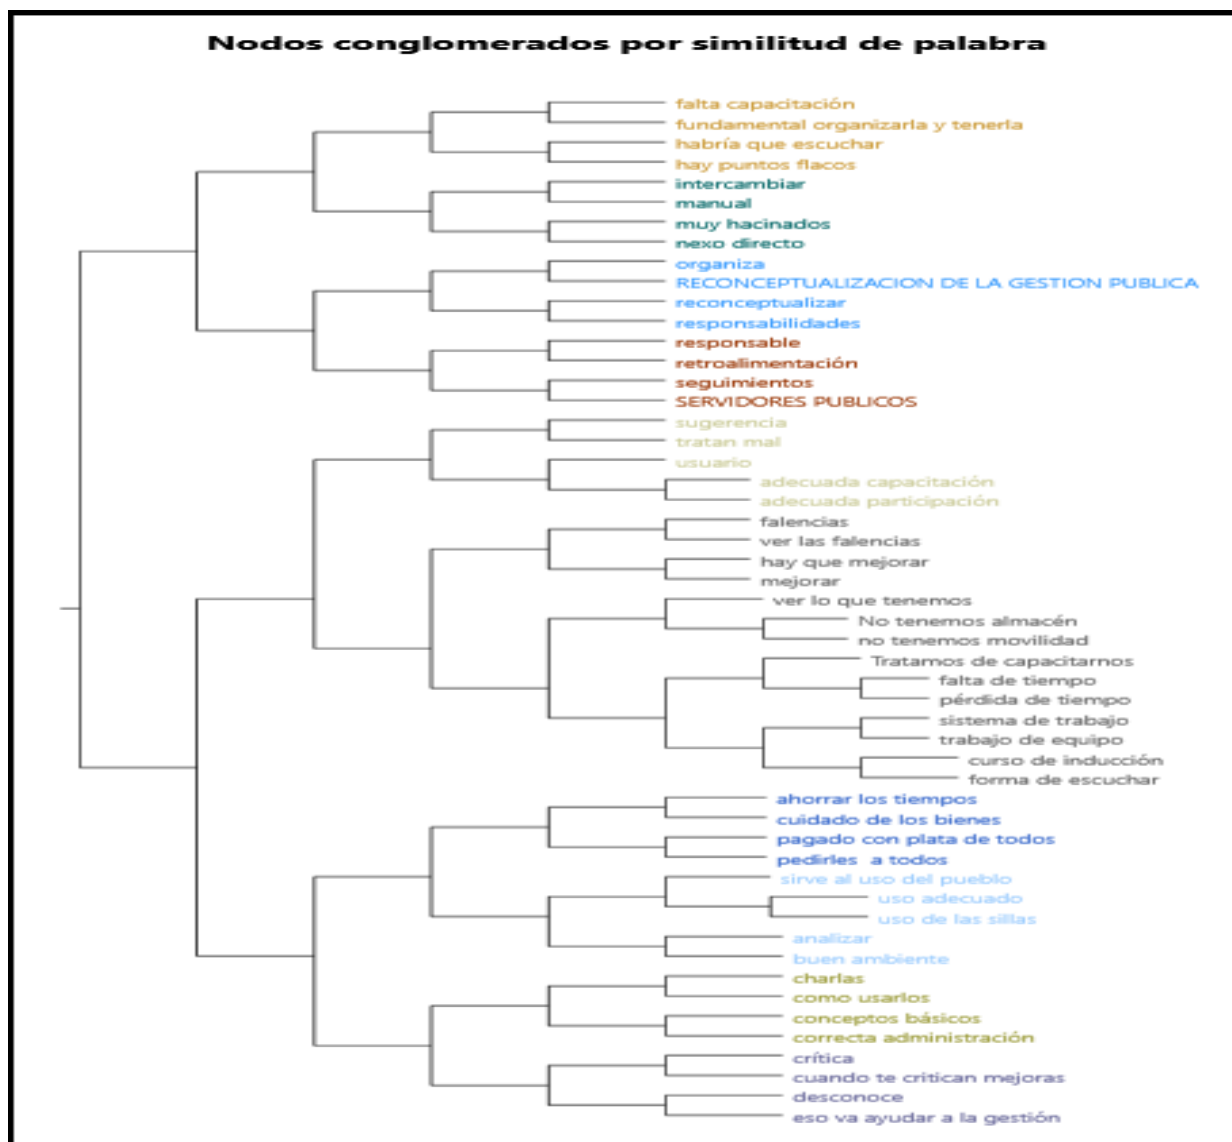 Nodos conglomerados por similitud de palabra
falta capacitación
fundamental organizarla y tenerla
habría que escuchar
hay puntos flacos
intercambiar
manual
muy hacinados
nexo directo
organiza
RECONCEPTUALIZACION DE LA GESTION PUBLICA
reconceptualizar
responsabilidades
responsable
retroalimentación
seguimientos
SERVIDORES PUBLICOS
sugerencia
tratan mal
usuario
adecuada capacitación
adecuada participación
falencias
ver las falencias
hay que mejorar
mejorar
ver lo que tenemos
No tenemos almacén
no tenemos movilidad
Tratamos de capacitarnos
falta de tiempo
pérdida de tiempo
sistema de trabajo
trabajo de equipo
curso de inducción
forma de escuchar
ahorrar los tiempos
cuidado de los bienes
pagado con plata de todos
pedirles  a todos
sirve al uso del pueblo
uso adecuado
uso de las sillas
analizar
buen ambiente
charlas
como usarlos
conceptos básicos
correcta administración
crítica
cuando te critican mejoras
desconoce
eso va ayudar a la gestión